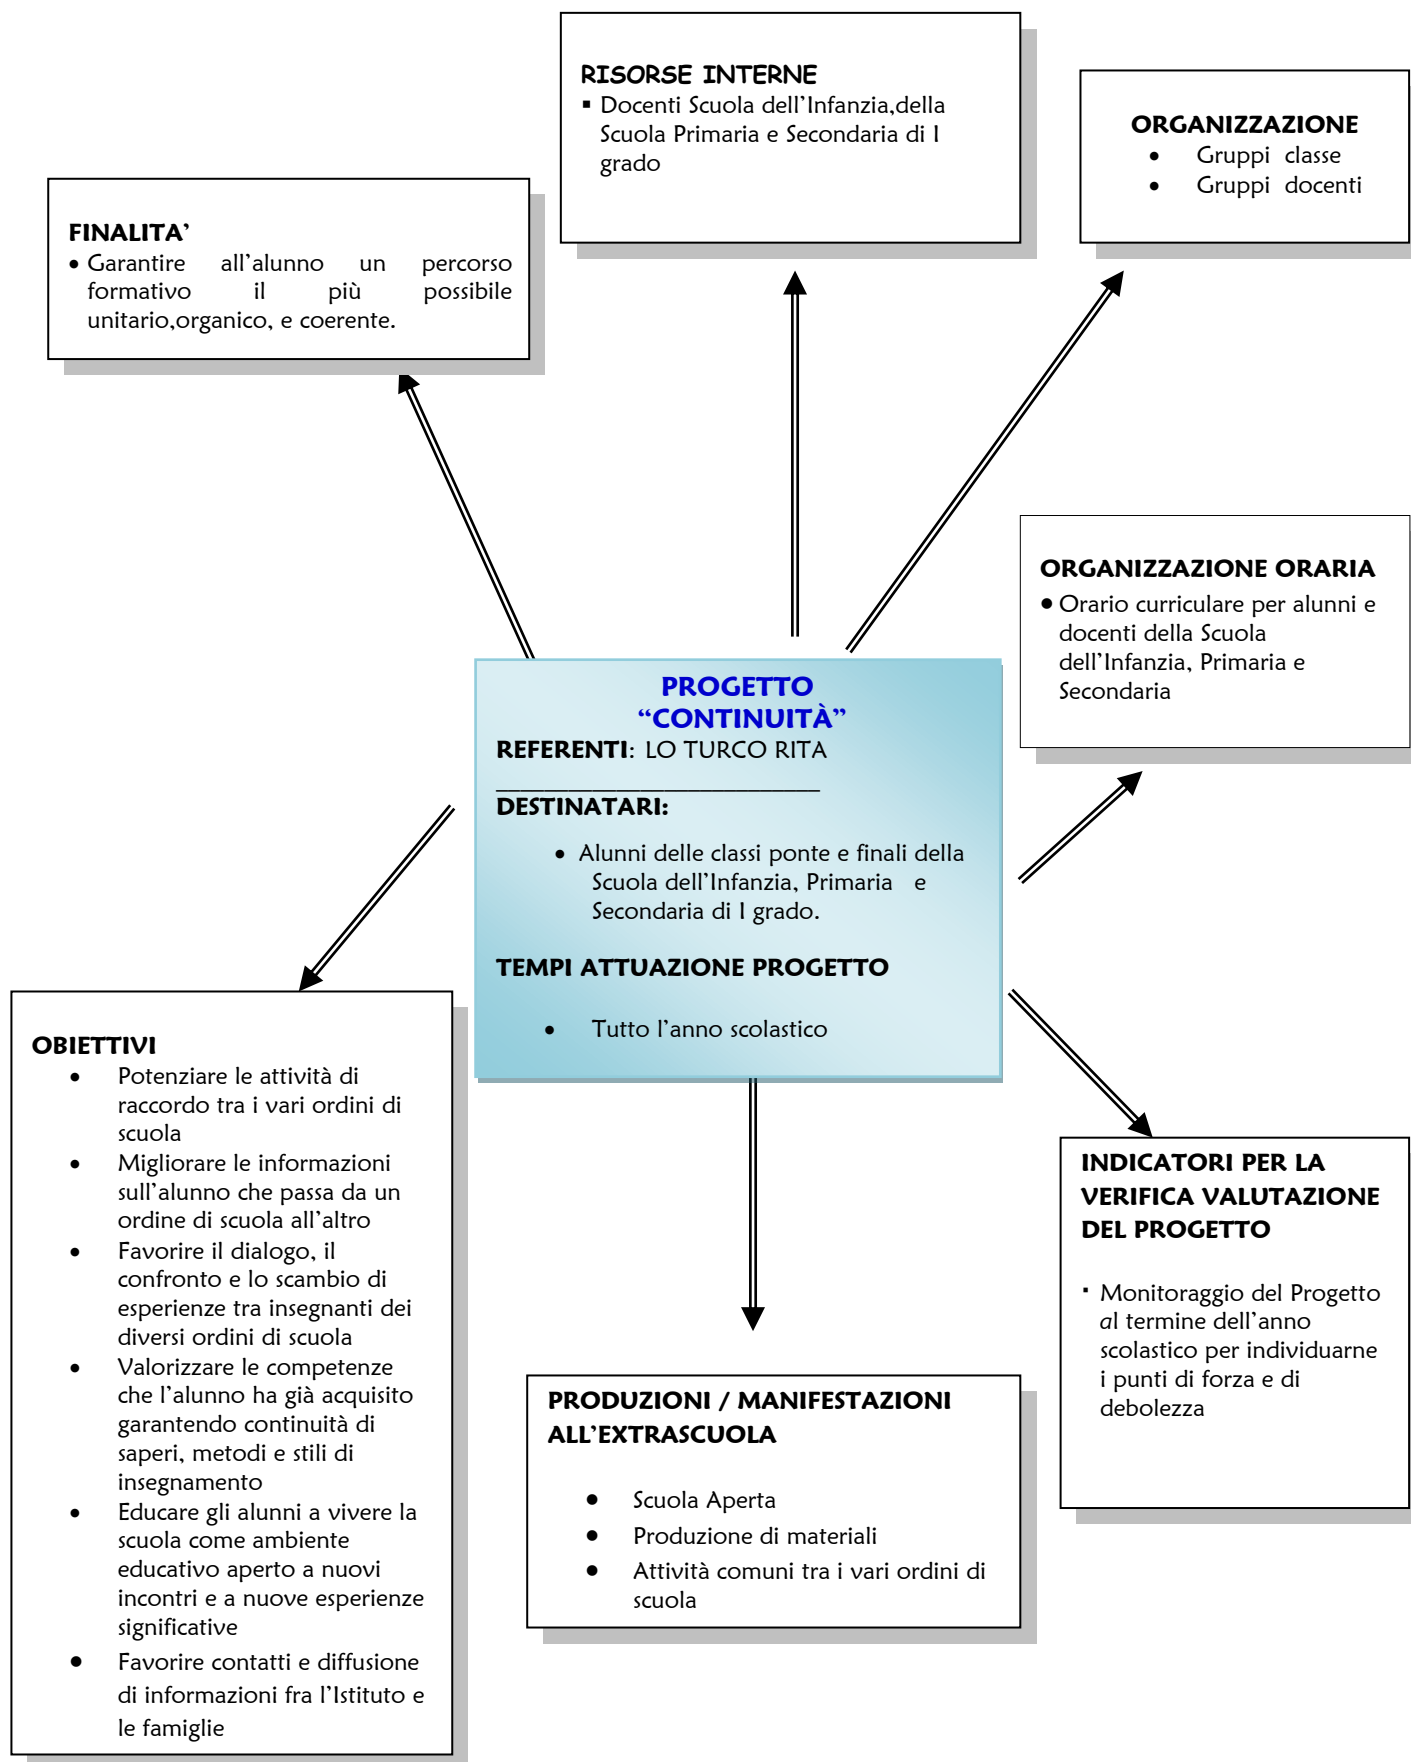 RISORSE INTERNE
▪ Docenti Scuola dell'Infanzia,della
Scuola Primaria e Secondaria di I
grado
ORGANIZZAZIONE
• Gruppi classe
• Gruppi docenti
FINALITA'
• Garantire all'alunno un percorso
formativo il più possibile
unitario,organico, e coerente.
ORGANIZZAZIONE ORARIA
• Orario curriculare per alunni e
docenti della Scuola
dell'Infanzia, Primaria e
Secondaria
PROGETTO
“CONTINUITÀ”
REFERENTI: LO TURCO RITA
___________________________
DESTINATARI:
• Alunni delle classi ponte e finali della
Scuola dell'Infanzia, Primaria e
Secondaria di I grado.
TEMPI ATTUAZIONE PROGETTO
• Tutto l'anno scolastico
OBIETTIVI
• Potenziare le attività di
raccordo tra i vari ordini di
scuola
• Migliorare le informazioni
sull'alunno che passa da un
ordine di scuola all'altro
• Favorire il dialogo, il
confronto e lo scambio di
esperienze tra insegnanti dei
diversi ordini di scuola
• Valorizzare le competenze
che l'alunno ha già acquisito
garantendo continuità di
saperi, metodi e stili di
insegnamento
• Educare gli alunni a vivere la
scuola come ambiente
educativo aperto a nuovi
incontri e a nuove esperienze
significative
• Favorire contatti e diffusione
di informazioni fra l'Istituto e
le famiglie
INDICATORI PER LA
VERIFICA VALUTAZIONE
DEL PROGETTO
▪ Monitoraggio del Progetto
al termine dell'anno
scolastico per individuarne
i punti di forza e di
debolezza
PRODUZIONI / MANIFESTAZIONI
ALL'EXTRASCUOLA
• Scuola Aperta
• Produzione di materiali
• Attività comuni tra i vari ordini di
scuola